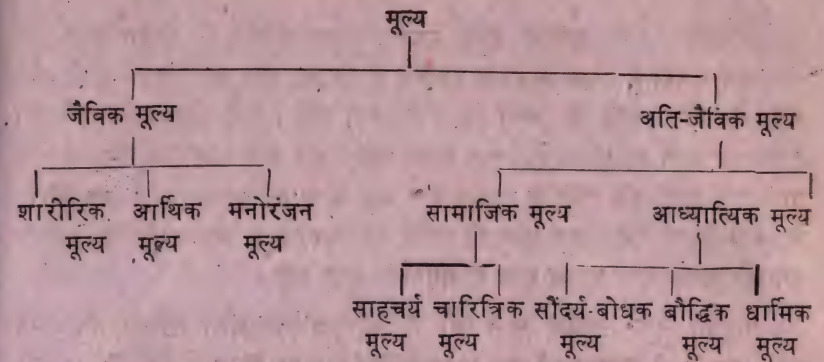 मूल्य
जैविक मूल्य अति-जैविक मूल्य
शारीरिक आर्थिक मनोरंजन सामाजिक मूल्य आध्यात्यिक मूल्य
मूल्य मूल्य मूल्य
साहचर्य चारित्रिक सौंदर्य-बोधक बौद्धिक धार्मिक
मूल्य मूल्य मूल्य मूल्य मूल्य